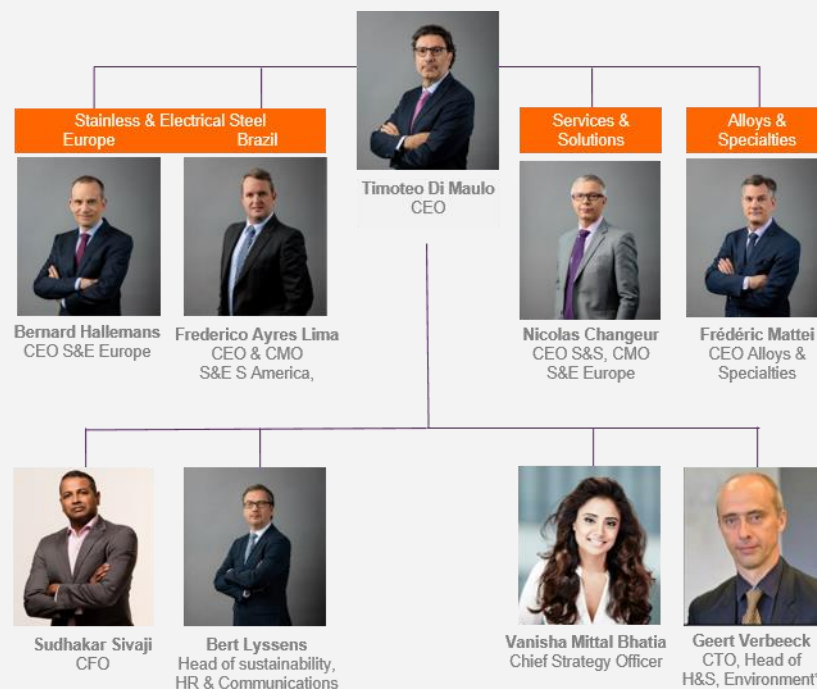 Stainless & Electrical Steel
Europe Brazil
Services &
Solutions
Alloys &
Specialties
Timoteo Di Maulo
CEO
Bernard Hallemans
CEO S&E Europe
Frederico Ayres Lima
CEO & CMO
S&E S America,
Nicolas Changeur
CEO S&S, CMO
S&E Europe
Frédéric Mattei
CEO Alloys &
Specialties
Sudhakar Sivaji
CFO
Bert Lyssens
Head of sustainability,
HR & Communications
Vanisha Mittal Bhatia
Chief Strategy Officer
Geert Verbeeck
CTO, Head of
H&S, Environment